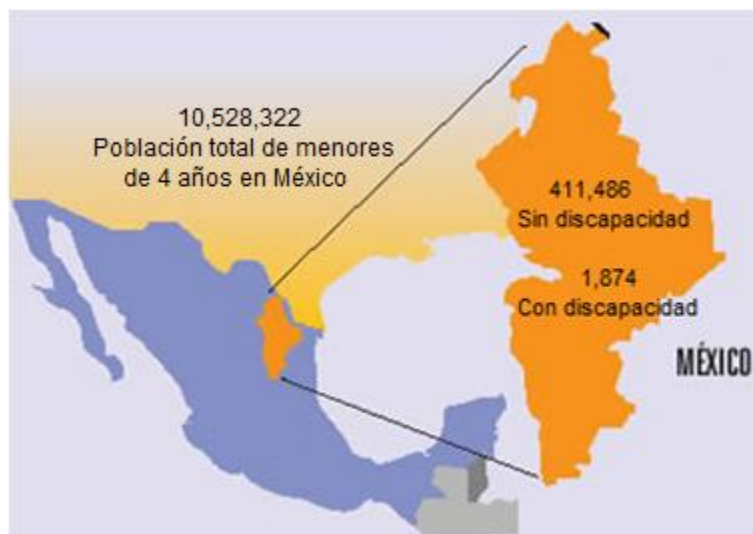 10,528,322
Población total de menores
de 4 años en México
411,486
Sin discapacidad
1,874
Con discapacidad
MÉXICO